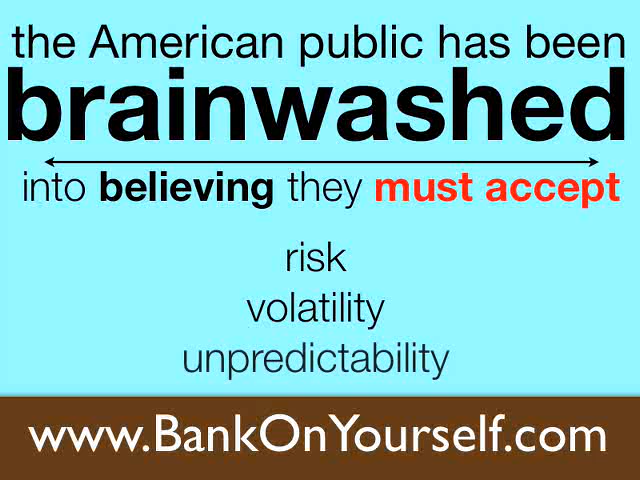 the American public has been
brainwashed
into believing they must accept
risk
volatility
unpredictability
www.BankOnYourself.com